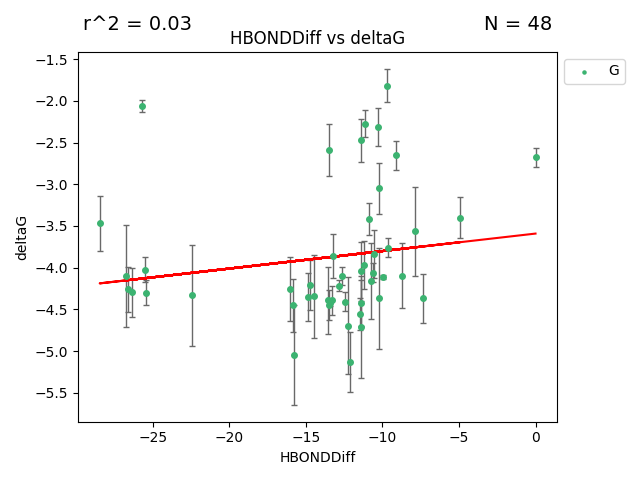 r^2 = 0.03
N = 48
HBONDDiff vs deltaG
G
−1.5
−2.0
−2.5
−3.0
−3.5
−4.0
−4.5
−5.0
−5.5
deltaG
−25
−20
−15
−10
−5
0
HBONDDiff